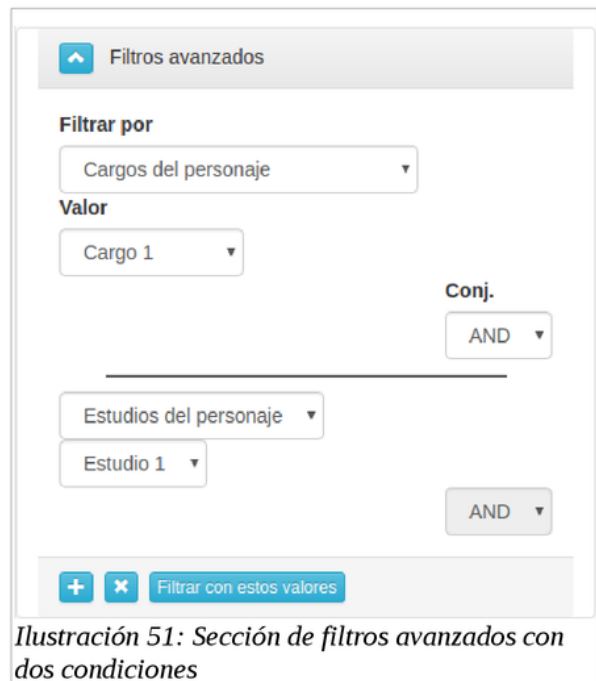 Filtros avanzados
Filtrar por
Cargos del personaje
Valor
Cargo 1
Conj.
AND
Estudios del personaje
Estudio 1
AND
Filtrar con estos valores
Ilustración 51: Sección de filtros avanzados con
dos condiciones